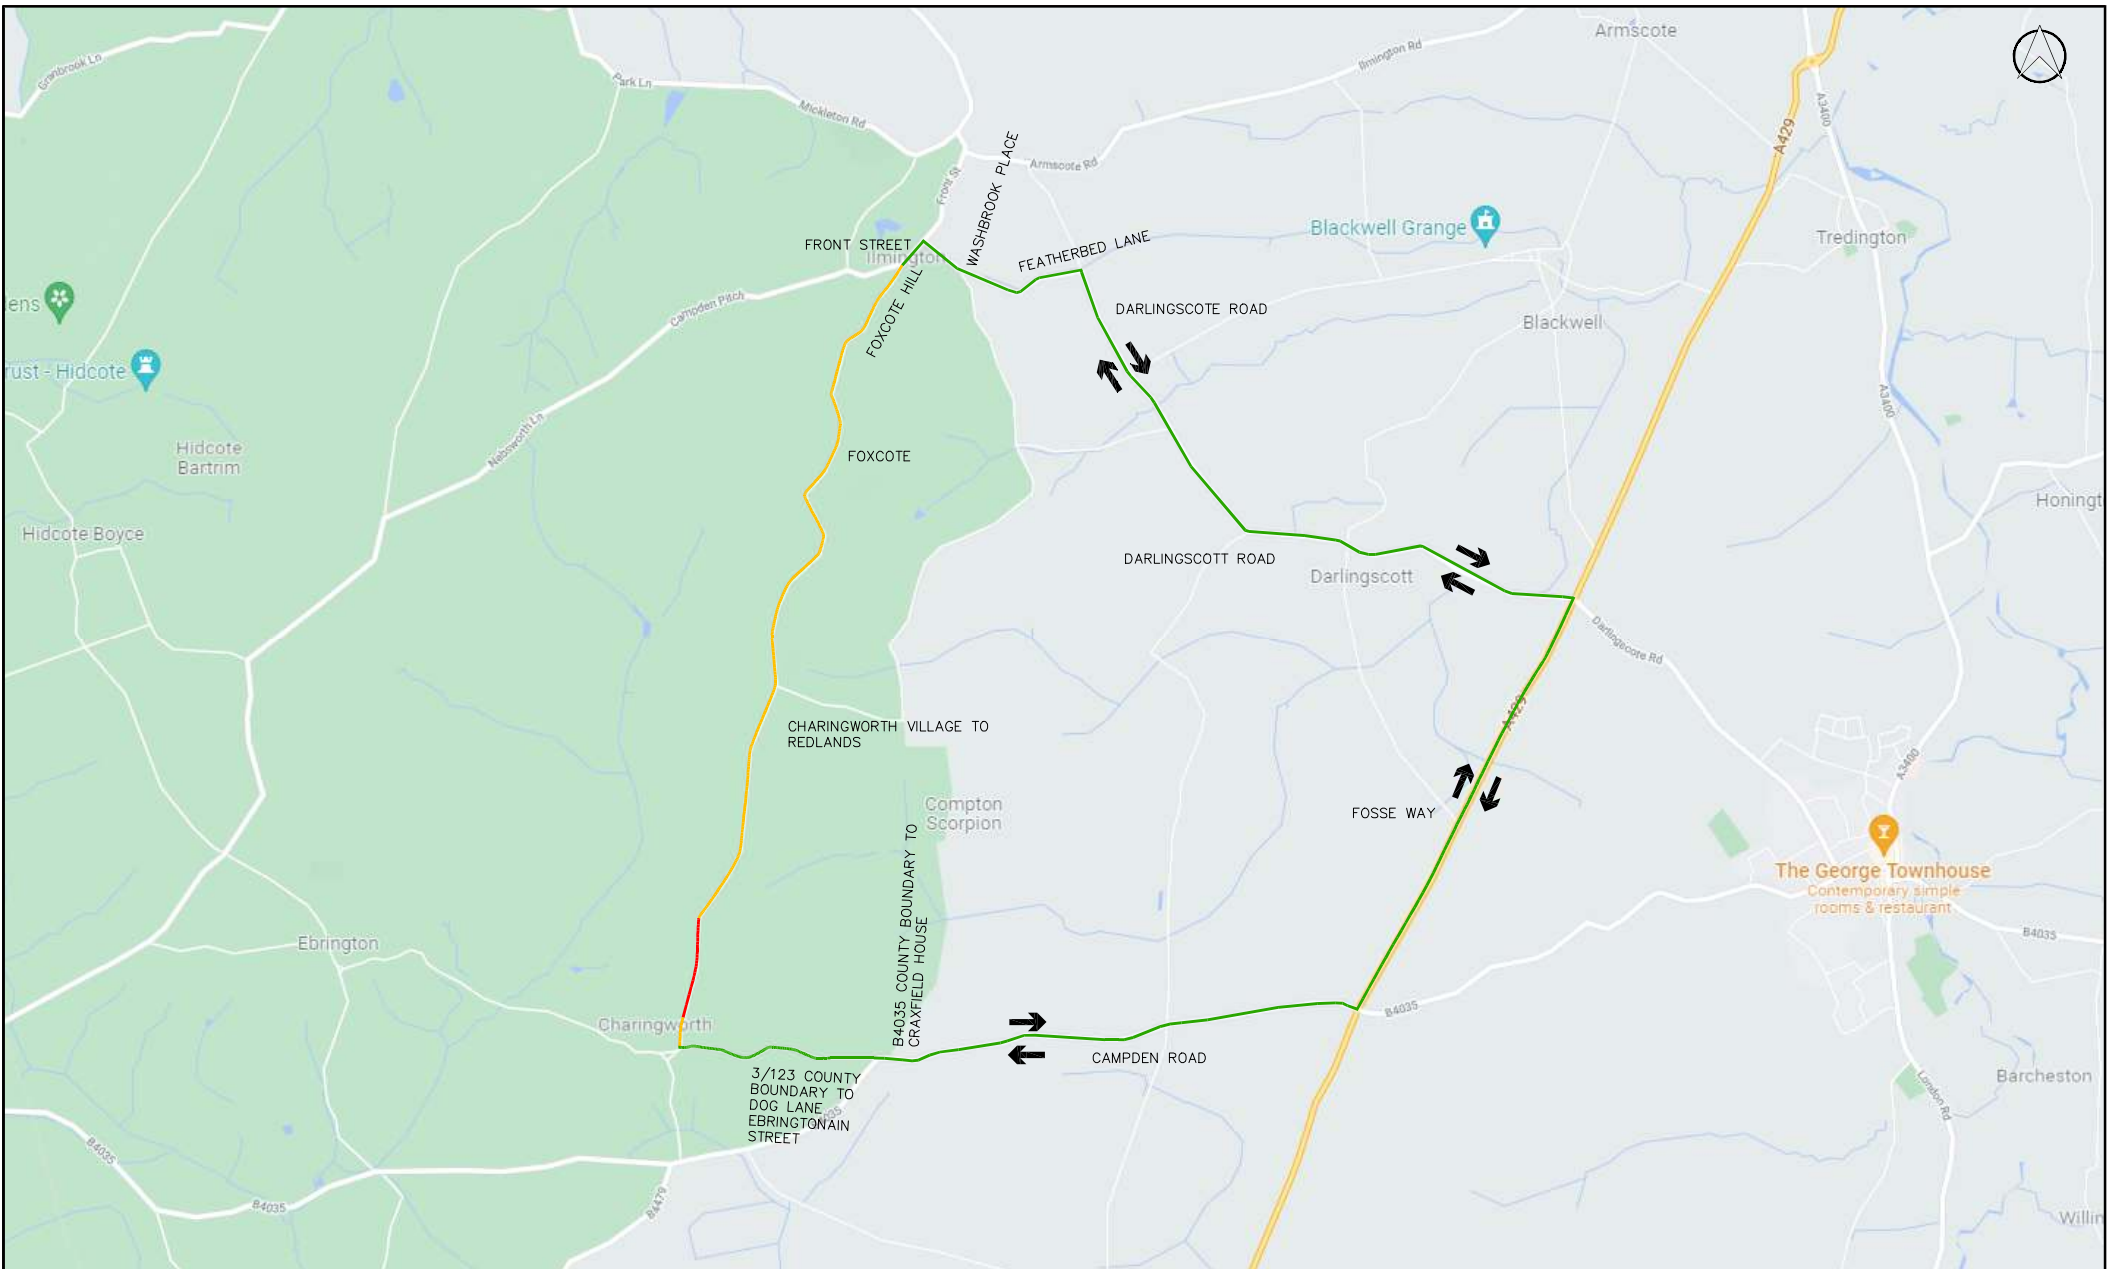 Granbrook Ln
Park Ln
Mickleton Rd
Ilmington Rd
Armscote
A3400
A429
Armscote Rd
Front St
WASHBROOK PLACE
Blackwell Grange
Tredington
FRONT STREET
Ilmington
FEATHERBED LANE
FOXCOTE HILL
DARLINGSCOTE ROAD
Campden Pitch
Blackwell
ens
rust - Hidcote
A3400
Nebsworth Ln
Hidcote
Bartrim
FOXCOTE
Honingt
Hidcote Boyce
DARLINGSCOTT ROAD
Darlingscott
Darlingscote Rd
A429
CHARINGWORTH VILLAGE TO
REDLANDS
A3400
Compton
Scorpion
FOSSE WAY
The George Townhouse
Contemporary simple
rooms & restaurant
B4035 COUNTY BOUNDARY TO
CRAXFIELD HOUSE
Ebrington
B4035
Charingworth
B4035
CAMPDEN ROAD
3/123 COUNTY
BOUNDARY TO
DOG LANE
EBRINGTONAIN
STREET
Barcheston
London Rd
B4035
B4035
B4479
Willin